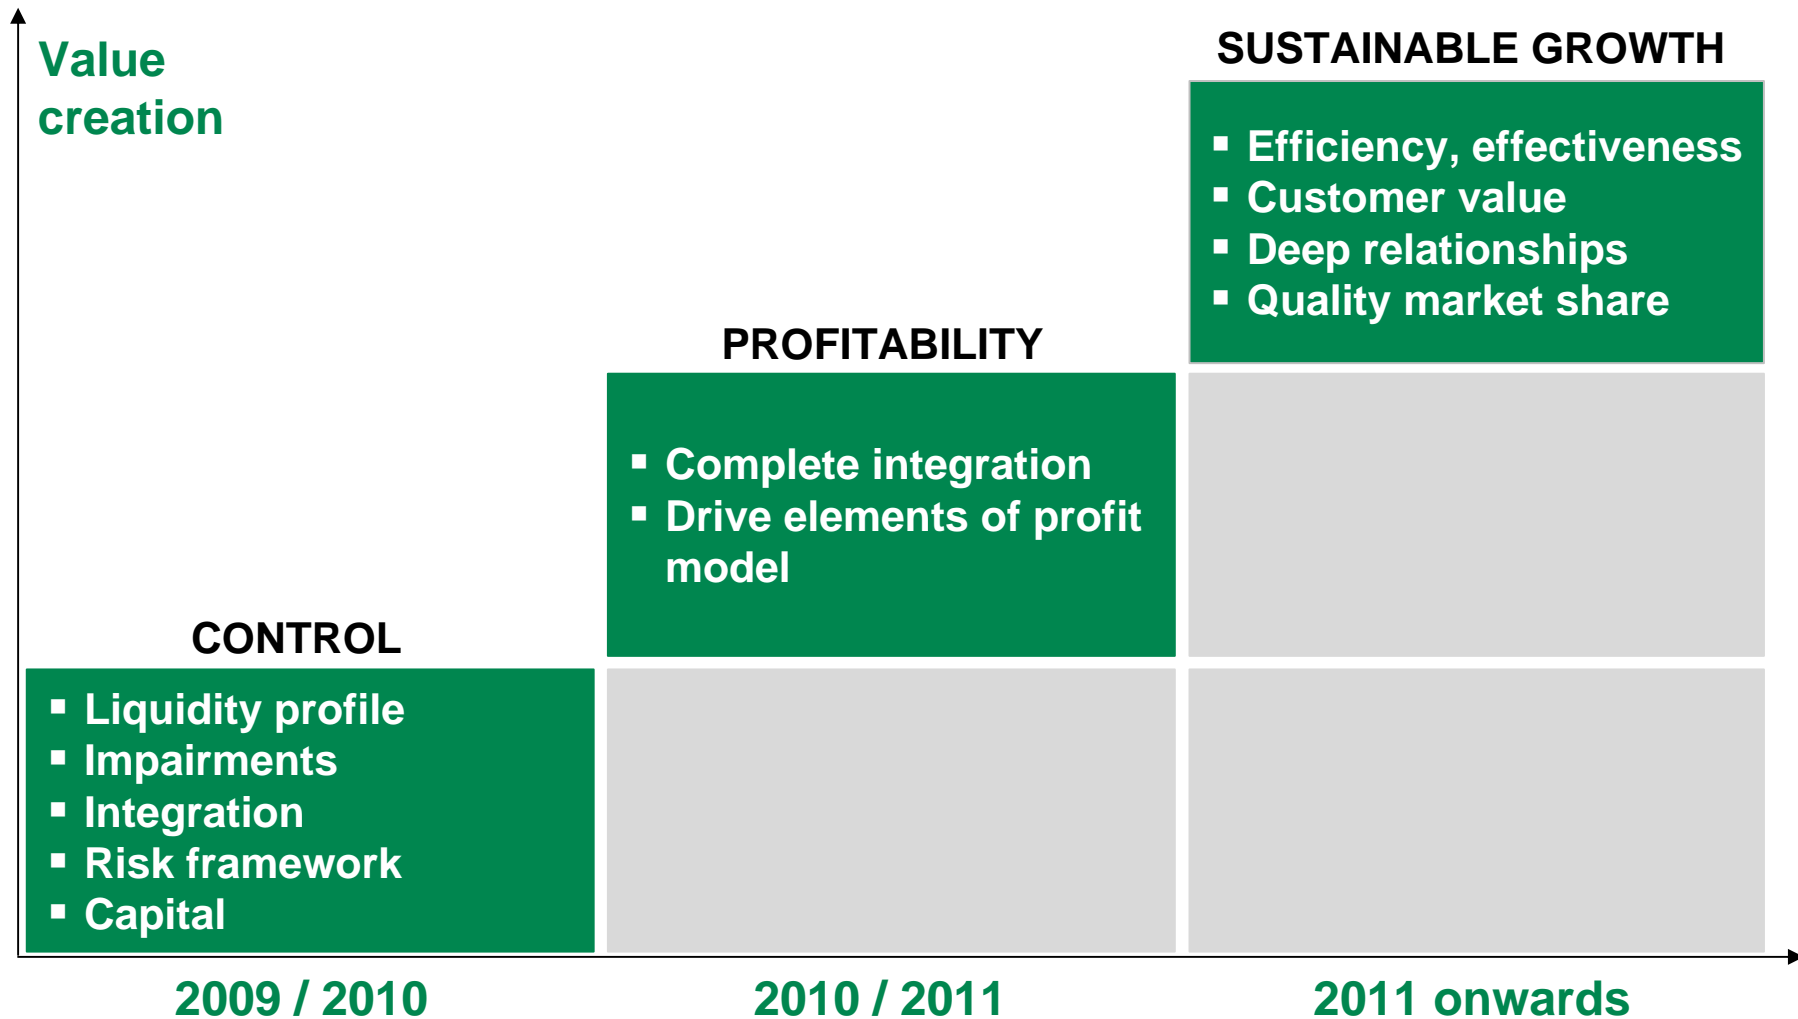 Value
creation
SUSTAINABLE GROWTH
▪ Efficiency, effectiveness
▪ Customer value
▪ Deep relationships
▪ Quality market share
PROFITABILITY
▪ Complete integration
▪ Drive elements of profit
model
CONTROL
▪ Liquidity profile
▪ Impairments
▪ Integration
▪ Risk framework
▪ Capital
2009 / 2010
2010 / 2011
2011 onwards